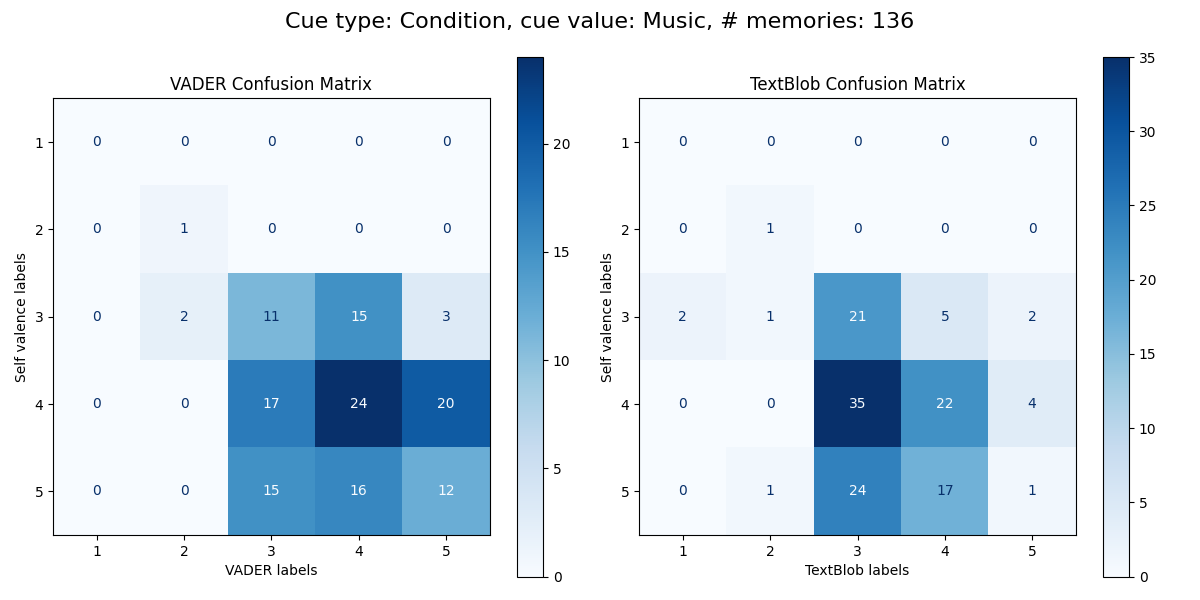 Cue type: Condition, cue value: Music, # memories: 136
VADER Confusion Matrix
Self valence labels
1 0 0 0 0 0
2 0 1 0 0 0
3 0 2 11 15 3
4 0 0 17 24 20
5 0 0 15 16 12
1 2 3 4 5
VADER labels
20
15
10
5
0
TextBlob Confusion Matrix
Self valence labels
1 0 0 0 0 0
2 0 1 0 0 0
3 2 1 21 5 2
4 0 0 35 22 4
5 0 1 24 17 1
1 2 3 4 5
TextBlob labels
35
30
25
20
15
10
5
0